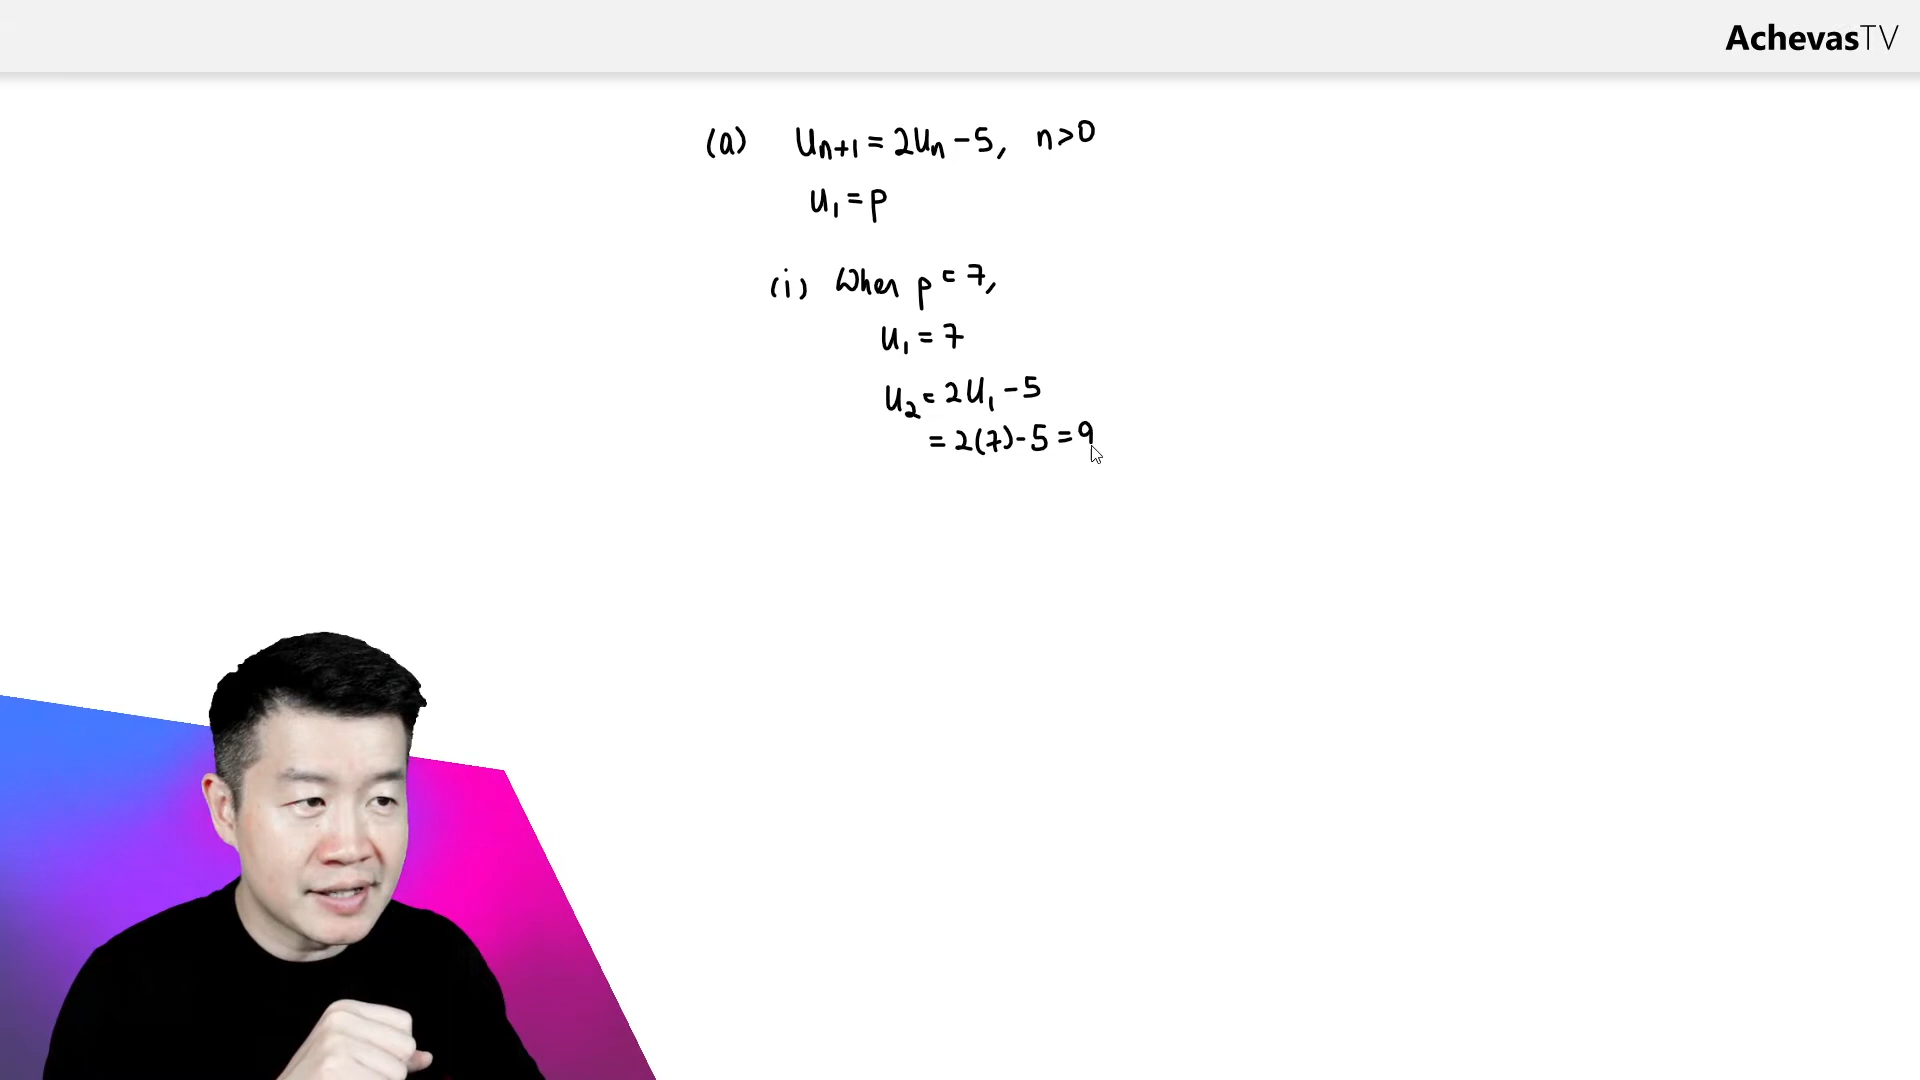 AchevasTV
(a) Uₙ₊₁ = 2Uₙ - 5, n > 0
U₁ = p
(i) When p = 7,
U₁ = 7
U₂ = 2U₁ - 5
= 2(7) - 5 = 9